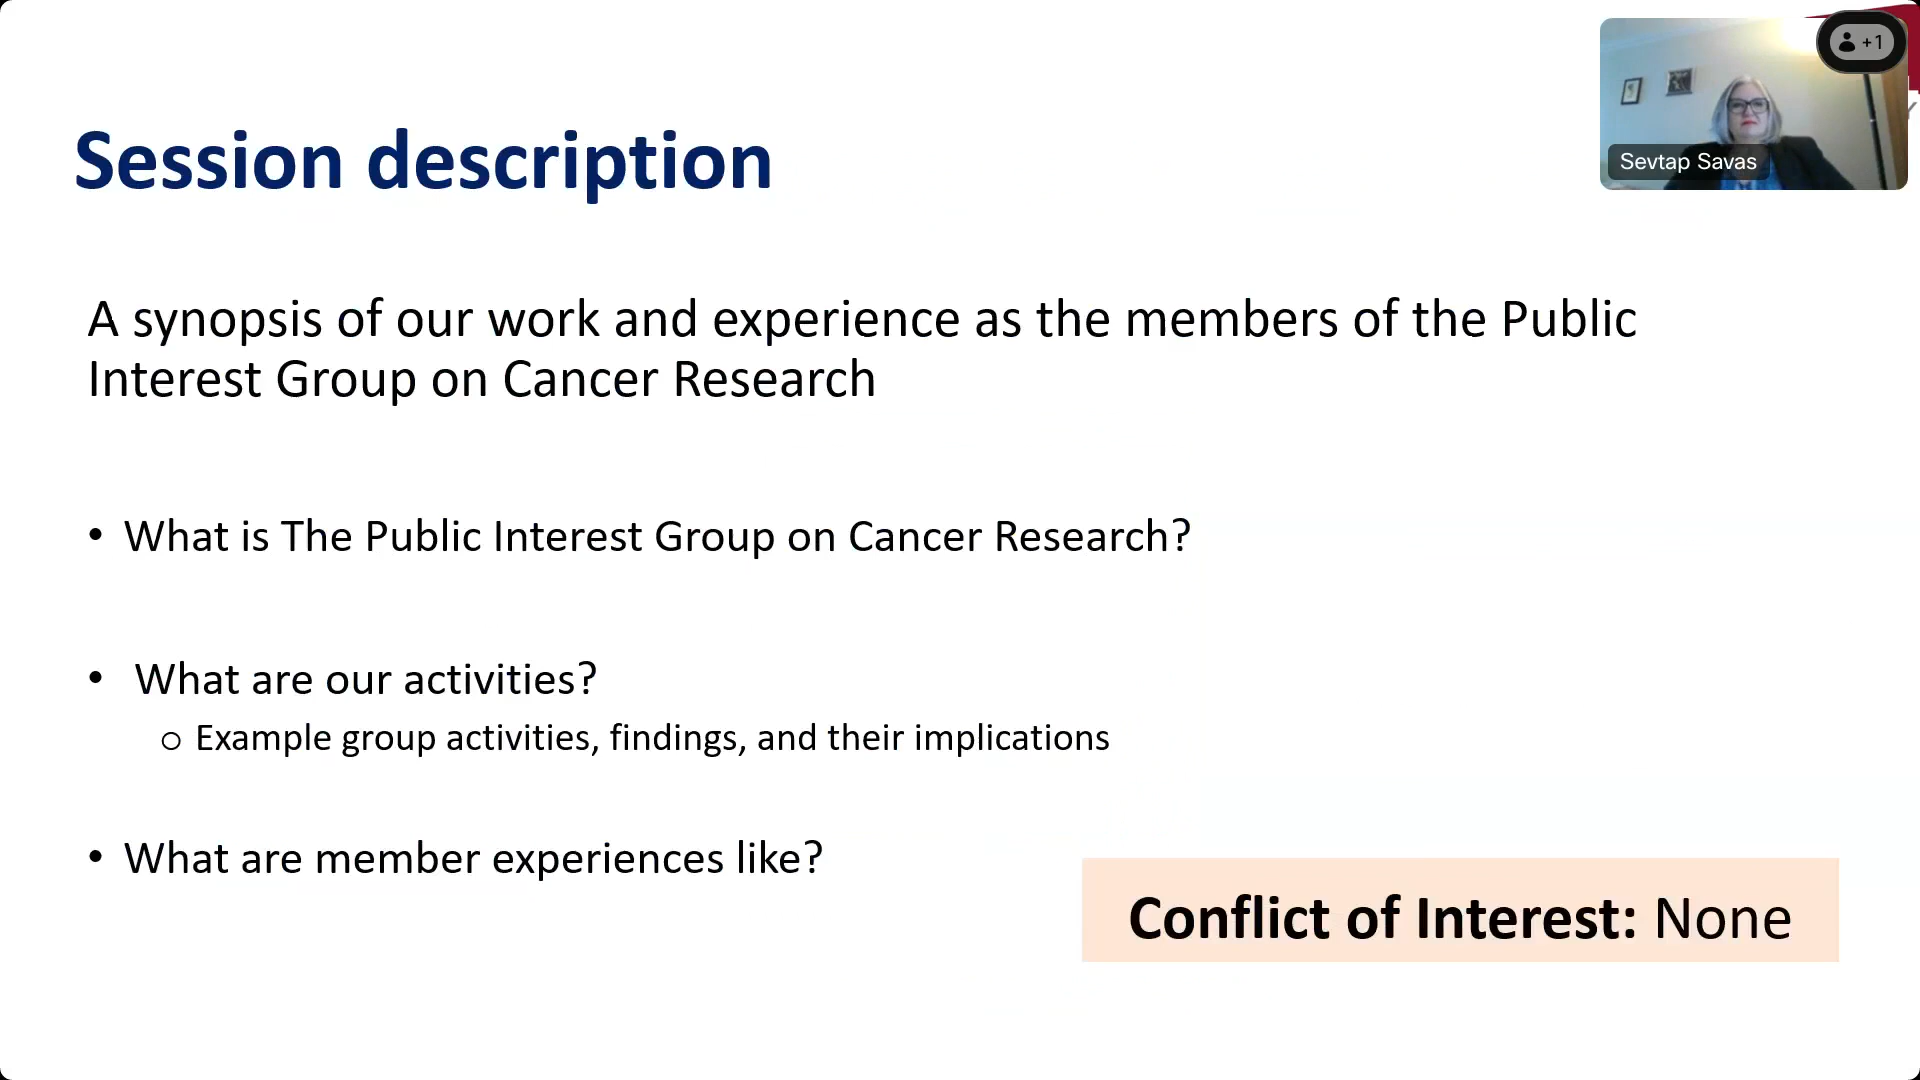 Session description
A synopsis of our work and experience as the members of the Public
Interest Group on Cancer Research
• What is The Public Interest Group on Cancer Research?
• What are our activities?
o Example group activities, findings, and their implications
• What are member experiences like?
Conflict of Interest: None
+1
Sevtap Savas